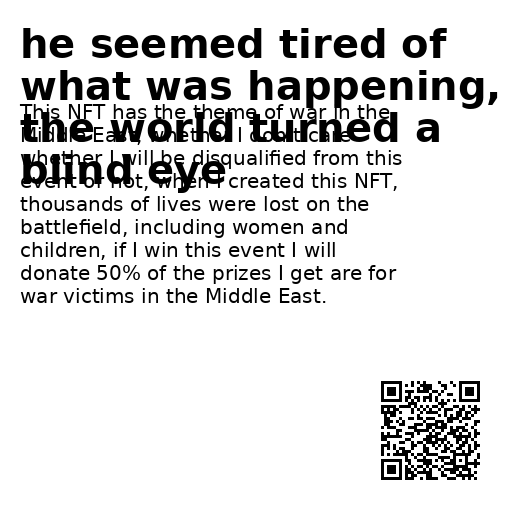 he seemed tired of
what was happening,
the world turned a
blind eye
This NFT has the theme of war in the
Middle East, whether I don't care
whether I will be disqualified from this
event or not, when I created this NFT,
thousands of lives were lost on the
battlefield, including women and
children, if I win this event I will
donate 50% of the prizes I get are for
war victims in the Middle East.